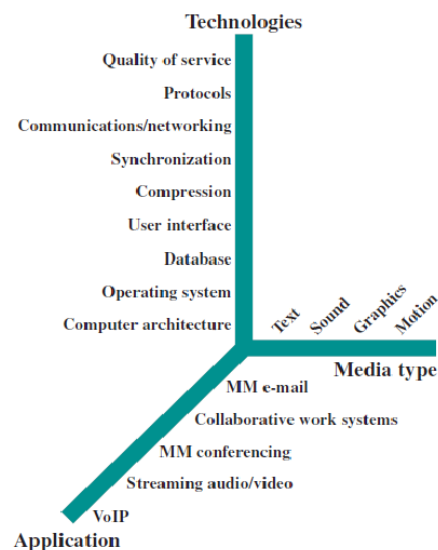 Technologies
Quality of service
Protocols
Communications/networking
Synchronization
Compression
User interface
Database
Operating system
Computer architecture
Text
Sound
Graphics
Motion
Media type
MM e-mail
Collaborative work systems
MM conferencing
Streaming audio/video
VoIP
Application